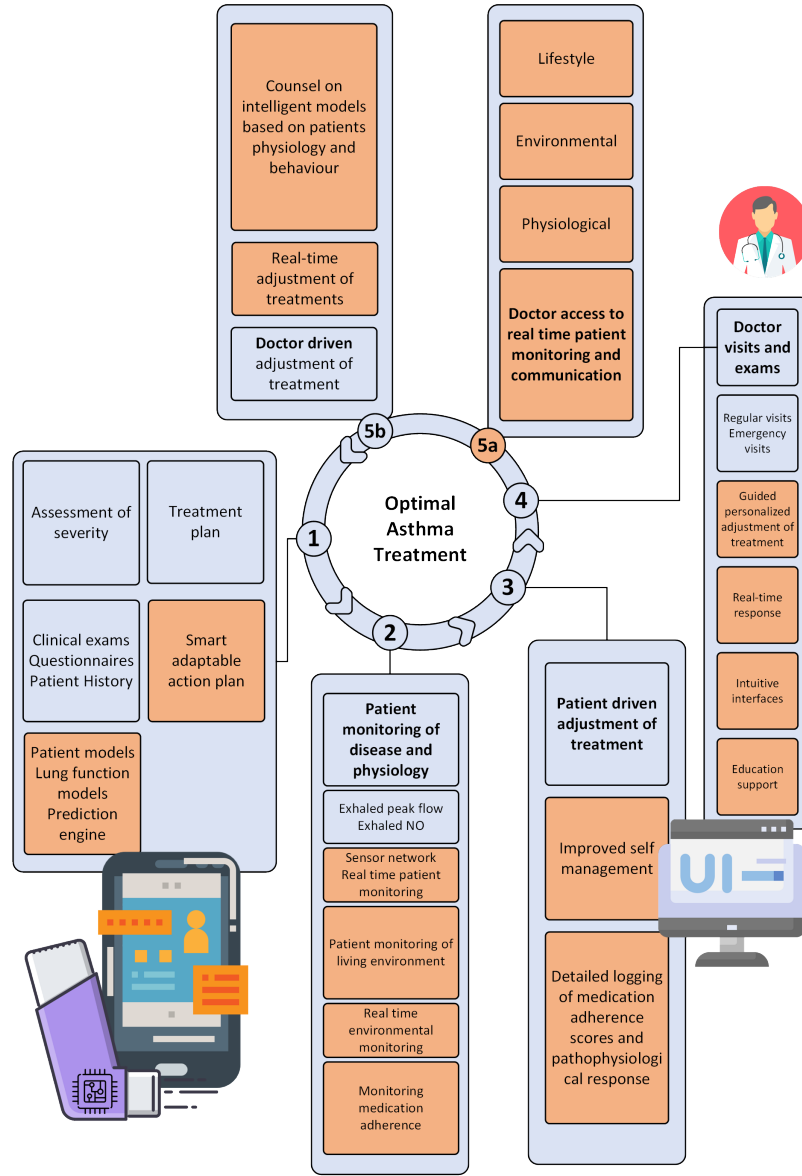 Counsel on
intelligent models
based on patients
physiology and
behaviour
Real-time
adjustment of
treatments
Doctor driven
adjustment of
treatment
Lifestyle
Environmental
Physiological
Doctor access to
real time patient
monitoring and
communication
Doctor
visits and
exams
Regular visits
Emergency
visits
Guided
personalized
adjustment of
treatment
Real-time
response
Intuitive
interfaces
Education
support
5b
5a
4
1
3
2
Optimal
Asthma
Treatment
Assessment of
severity
Treatment
plan
Clinical exams
Questionnaires
Patient History
Smart
adaptable
action plan
Patient models
Lung function
models
Prediction
engine
Patient
monitoring of
disease and
physiology
Exhaled peak flow
Exhaled NO
Sensor network
Real time patient
monitoring
Patient monitoring of
living environment
Real time
environmental
monitoring
Monitoring
medication
adherence
Patient driven
adjustment of
treatment
Improved self
management
Detailed logging
of medication
adherence
scores and
pathophysiologi
cal response
UI